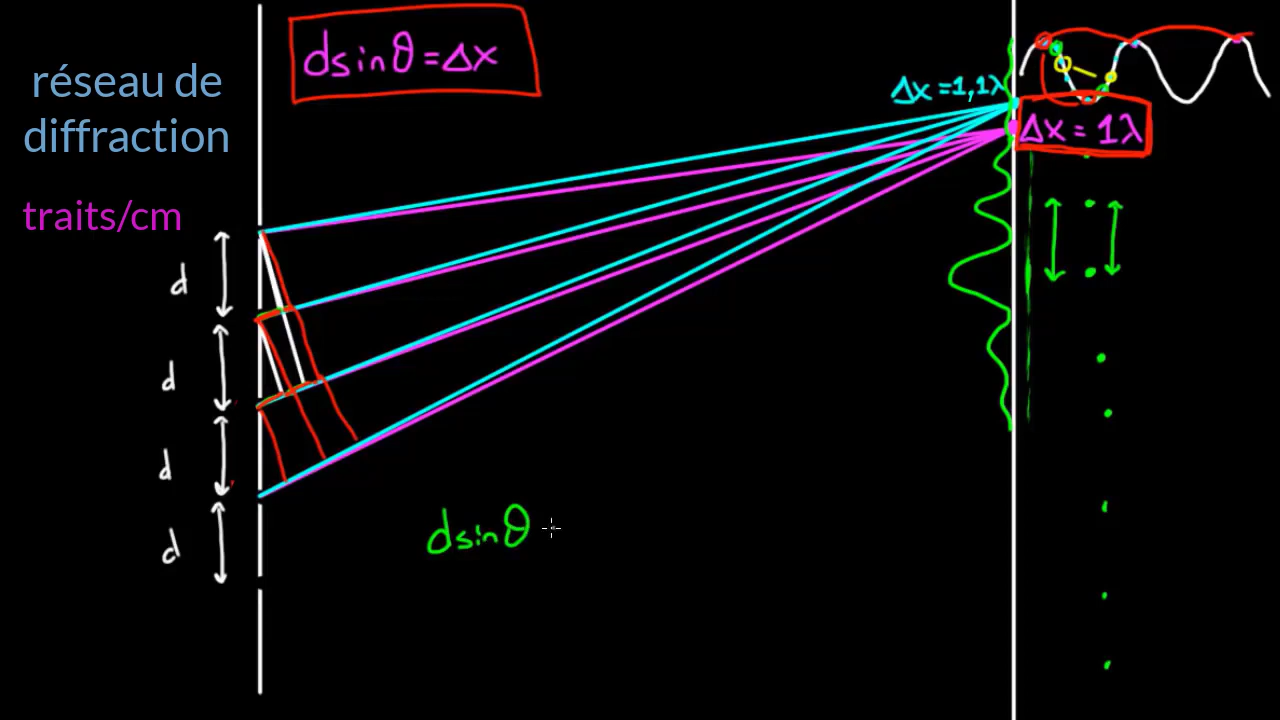 dsinθ = Δx
réseau de
diffraction
Δx = 1,1λ
Δx = 1λ
traits/cm
d
d
d
d
dsinθ